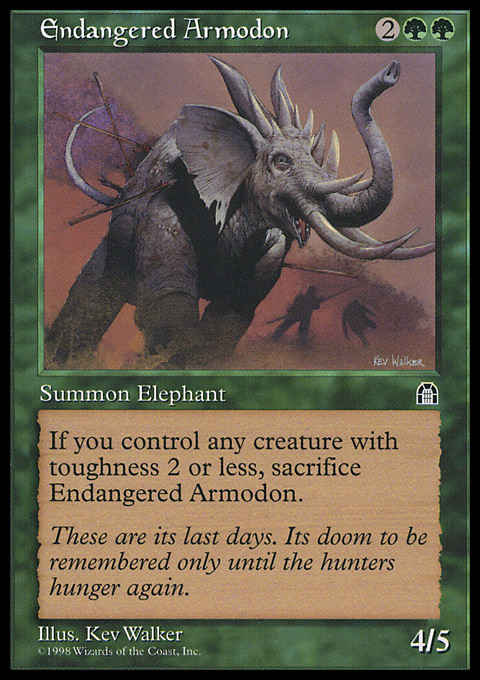 Endangered Armodon 2
KEV WALKER
Summon Elephant
If you control any creature with
toughness 2 or less, sacrifice
Endangered Armodon.
These are its last days. Its doom to be
remembered only until the hunters
hunger again.
Illus. Kev Walker
4/5
©1998 Wizards of the Coast, Inc.